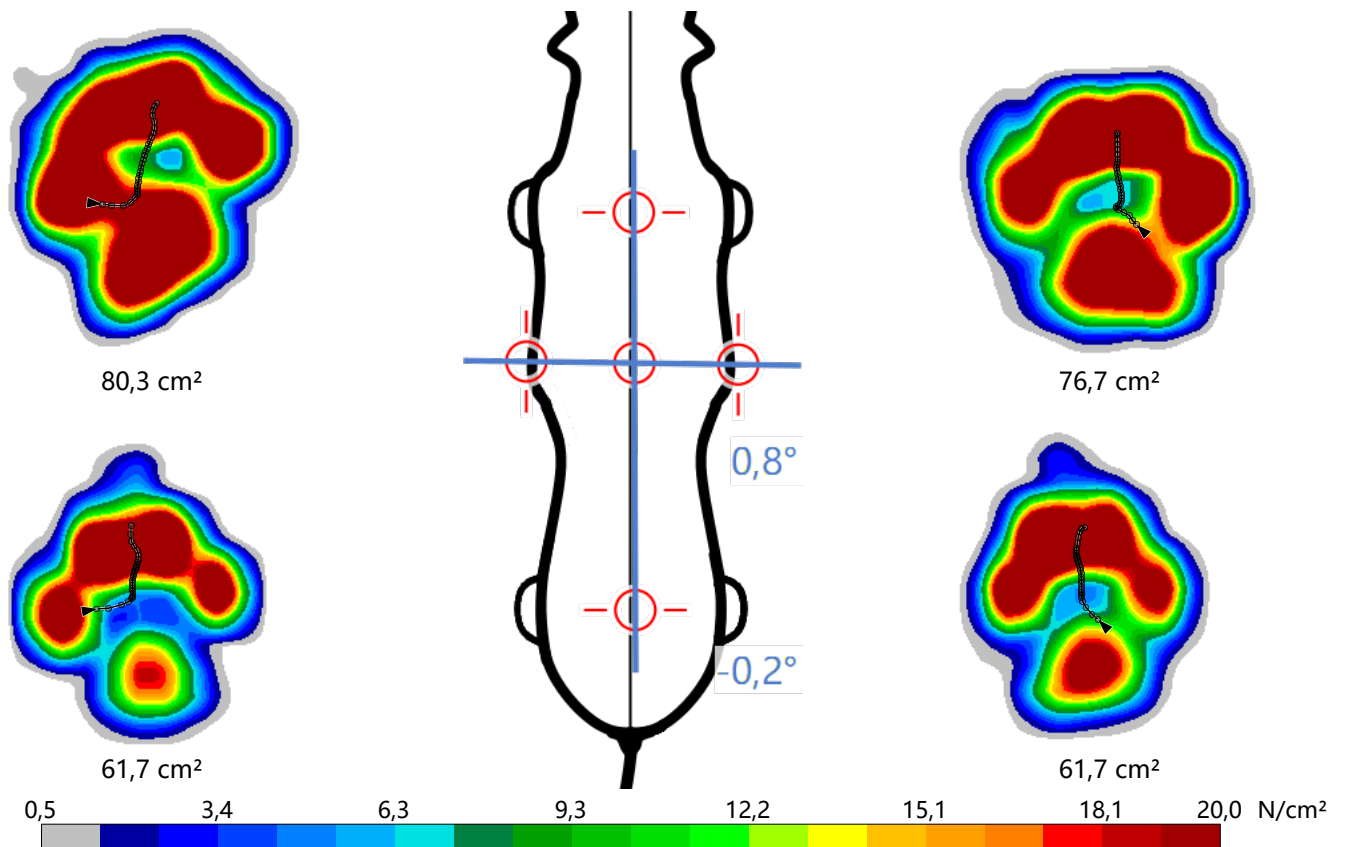 80,3 cm²
76,7 cm²
0,8°
-0,2°
61,7 cm²
61,7 cm²
0,5 3,4 6,3 9,3 12,2 15,1 18,1 20,0 N/cm²